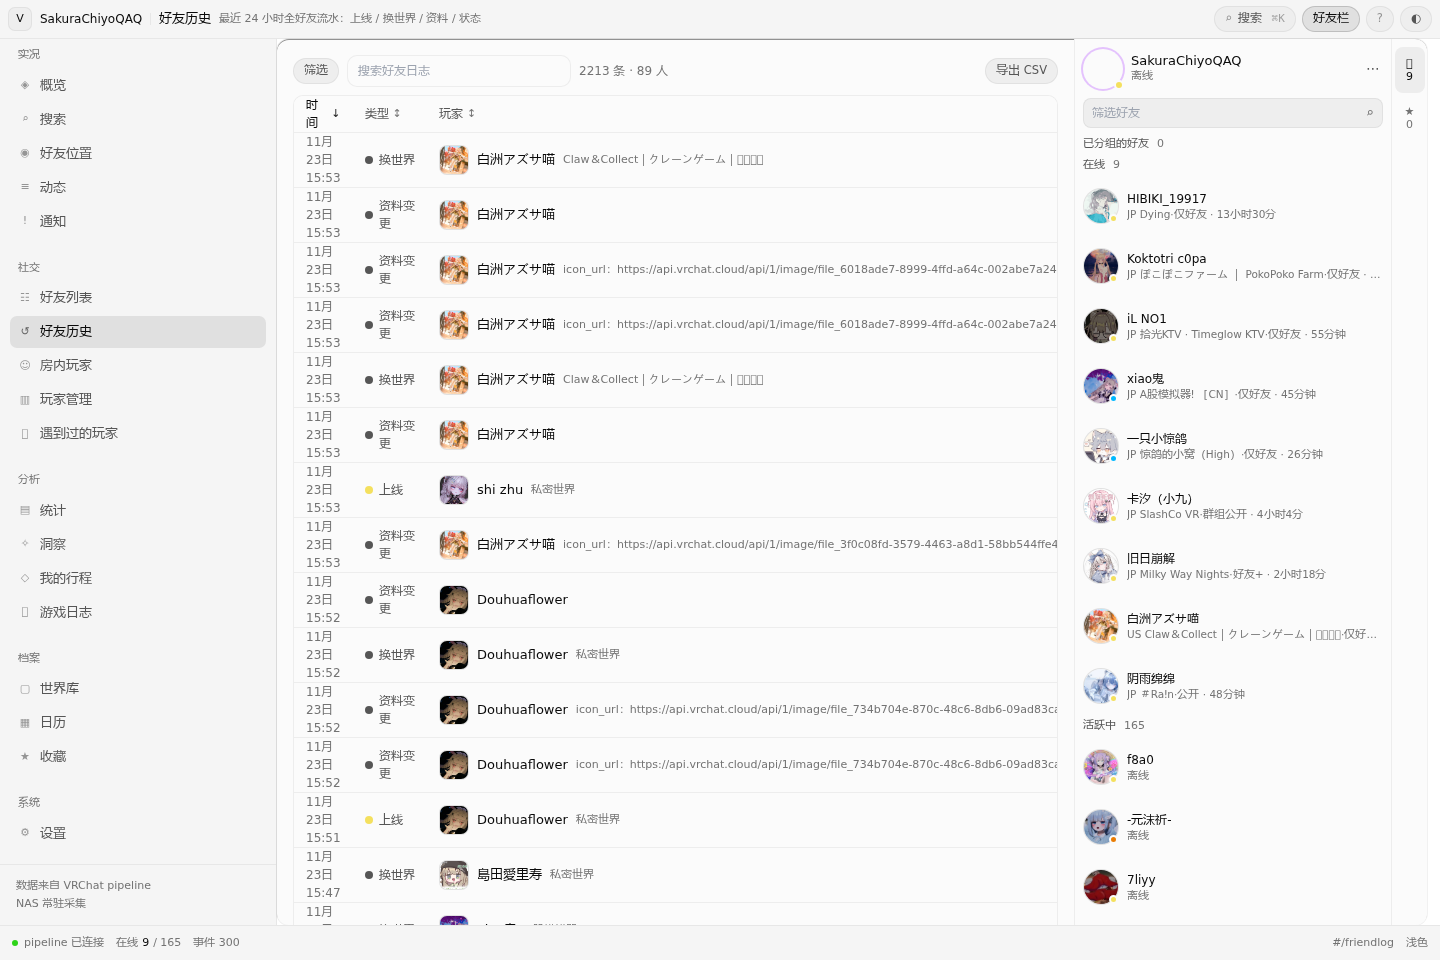 V SakuraChiyoQAQ 好友历史 最近 24 小时全好友流水：上线 / 换世界 / 资料 / 状态 搜索 ⌘K 好友栏 ?
实况
概览
搜索
好友位置
动态
通知
社交
好友列表
好友历史
房内玩家
玩家管理
遇到过的玩家
分析
统计
洞察
我的行程
游戏日志
档案
世界库
日历
收藏
系统
设置
数据来自 VRChat pipeline
NAS 常驻采集
筛选 搜索好友日志 2213 条 · 89 人 导出 CSV
时间 ↓ 类型 ↕ 玩家 ↕
11月23日 15:53 换世界 白洲アズサ喵 Claw＆Collect | クレーンゲーム |
11月23日 15:53 资料变更 白洲アズサ喵
11月23日 15:53 资料变更 白洲アズサ喵 icon_url：https://api.vrchat.cloud/api/1/image/file_6018ade7-8999-4ffd-a64c-002abe7a24
11月23日 15:53 资料变更 白洲アズサ喵 icon_url：https://api.vrchat.cloud/api/1/image/file_6018ade7-8999-4ffd-a64c-002abe7a24
11月23日 15:53 换世界 白洲アズサ喵 Claw＆Collect | クレーンゲーム |
11月23日 15:53 资料变更 白洲アズサ喵
11月23日 15:53 上线 shi zhu 私密世界
11月23日 15:53 资料变更 白洲アズサ喵 icon_url：https://api.vrchat.cloud/api/1/image/file_3f0c08fd-3579-4463-a8d1-58bb544ffe4
11月23日 15:52 资料变更 Douhuaflower
11月23日 15:52 换世界 Douhuaflower 私密世界
11月23日 15:52 资料变更 Douhuaflower icon_url：https://api.vrchat.cloud/api/1/image/file_734b704e-870c-48c6-8db6-09ad83ca
11月23日 15:52 资料变更 Douhuaflower icon_url：https://api.vrchat.cloud/api/1/image/file_734b704e-870c-48c6-8db6-09ad83ca
11月23日 15:51 上线 Douhuaflower 私密世界
11月23日 15:47 换世界 島田愛里寿 私密世界
11月
SakuraChiyoQAQ
离线
...
筛选好友
已分组的好友 0
在线 9
HIBIKI_19917
JP Dying·仅好友 · 13小时30分
Koktotri c0pa
JP ぽこぽこファーム ｜ PokoPoko Farm·仅好友 · ...
iL NO1
JP 拾光KTV · Timeglow KTV·仅好友 · 55分钟
xiao鬼
JP A股模拟器！［CN］·仅好友 · 45分钟
一只小惊鸽
JP 惊鸽的小窝（High）·仅好友 · 26分钟
卡汐（小九）
JP SlashCo VR·群组公开 · 4小时4分
旧日崩解
JP Milky Way Nights·好友+ · 2小时18分
白洲アズサ喵
US Claw＆Collect | クレーンゲーム | ·仅好...
阴雨绵绵
JP ＃Ra!n·公开 · 48分钟
活跃中 165
f8a0
离线
-元沫祈-
离线
7liyy
离线
9
★
0
pipeline 已连接 在线 9 / 165 事件 300 #/friendlog 浅色